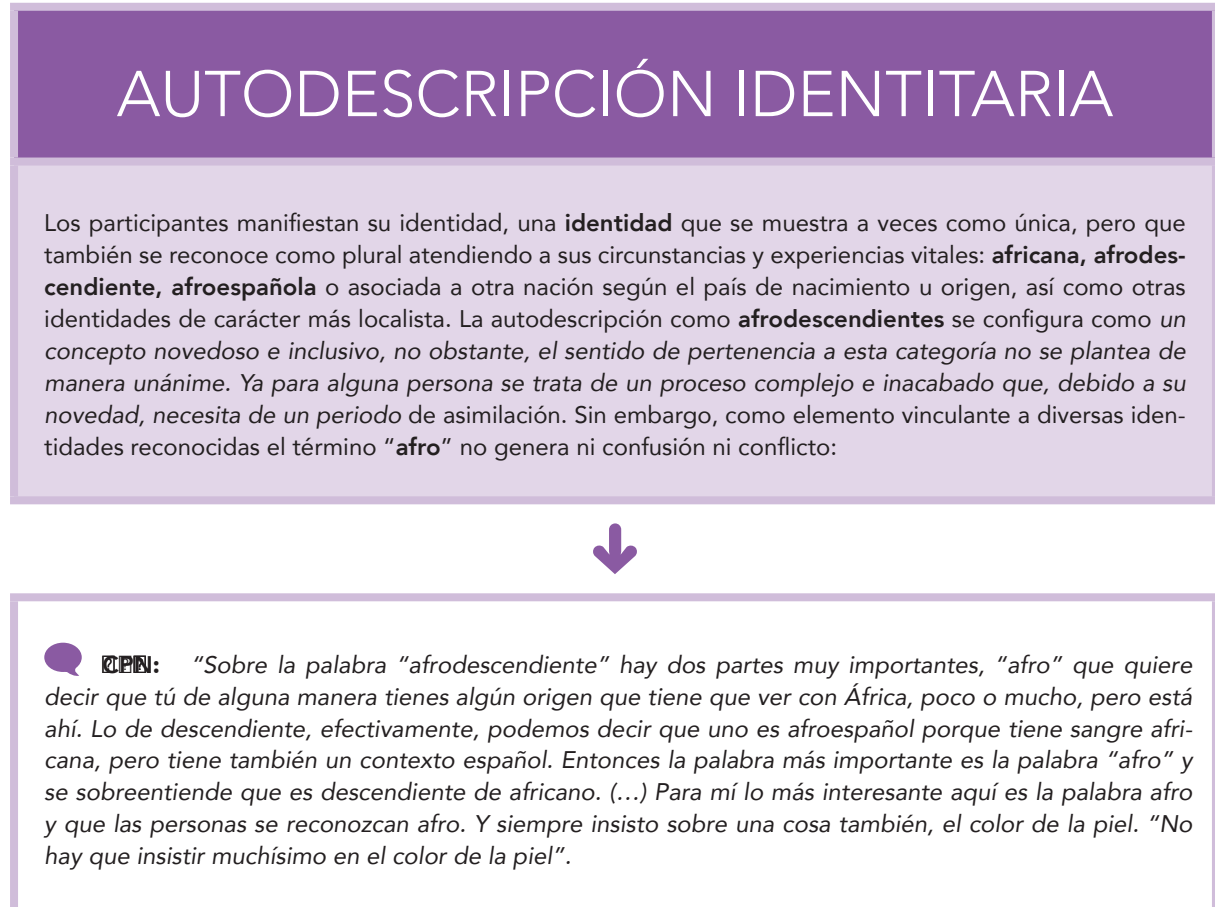 AUTODESCRIPCIÓN IDENTITARIA
Los participantes manifiestan su identidad, una identidad que se muestra a veces como única, pero que
también se reconoce como plural atendiendo a sus circunstancias y experiencias vitales: africana, afrodes-
cendiente, afroespañola o asociada a otra nación según el país de nacimiento u origen, así como otras
identidades de carácter más localista. La autodescripción como afrodescendientes se configura como un
concepto novedoso e inclusivo, no obstante, el sentido de pertenencia a esta categoría no se plantea de
manera unánime. Ya para alguna persona se trata de un proceso complejo e inacabado que, debido a su
novedad, necesita de un periodo de asimilación. Sin embargo, como elemento vinculante a diversas iden-
tidades reconocidas el término “afro” no genera ni confusión ni conflicto:
CPN: “Sobre la palabra “afrodescendiente” hay dos partes muy importantes, “afro” que quiere
decir que tú de alguna manera tienes algún origen que tiene que ver con África, poco o mucho, pero está
ahí. Lo de descendiente, efectivamente, podemos decir que uno es afroespañol porque tiene sangre afri-
cana, pero tiene también un contexto español. Entonces la palabra más importante es la palabra “afro” y
se sobreentiende que es descendiente de africano. (…) Para mí lo más interesante aquí es la palabra afro
y que las personas se reconozcan afro. Y siempre insisto sobre una cosa también, el color de la piel. “No
hay que insistir muchísimo en el color de la piel”.